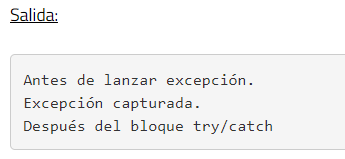 Salida:
Antes de lanzar excepción.
Excepción capturada.
Después del bloque try/catch